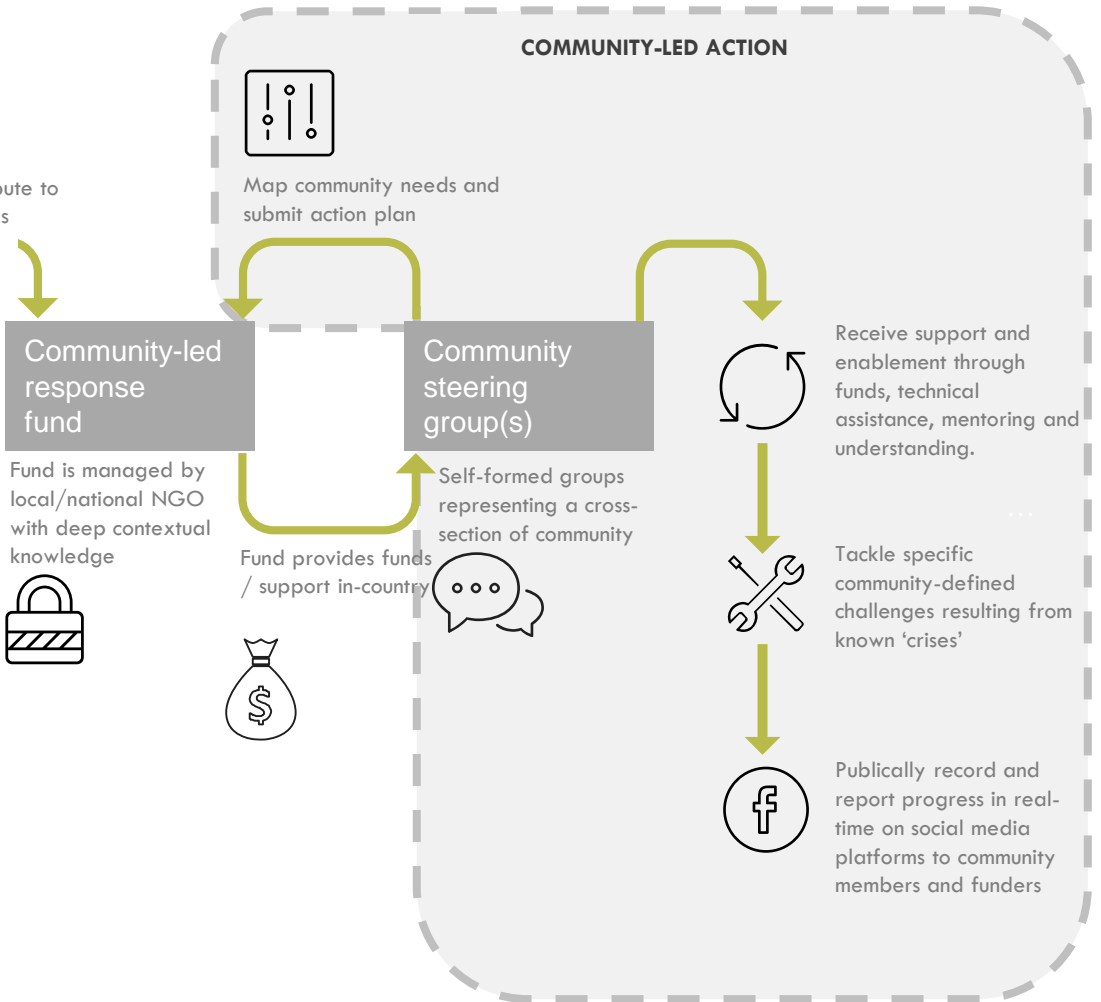 COMMUNITY-LED ACTION
Map community needs and
submit action plan
ute to
s
Community-led
response
fund
Fund is managed by
local/national NGO
with deep contextual
knowledge
Fund provides funds
/ support in-country
Community
steering
group(s)
Self-formed groups
representing a cross-
section of community
Receive support and
enablement through
funds, technical
assistance, mentoring and
understanding.
...
Tackle specific
community-defined
challenges resulting from
known ‘crises’
Publically record and
report progress in real-
time on social media
platforms to community
members and funders
$
f